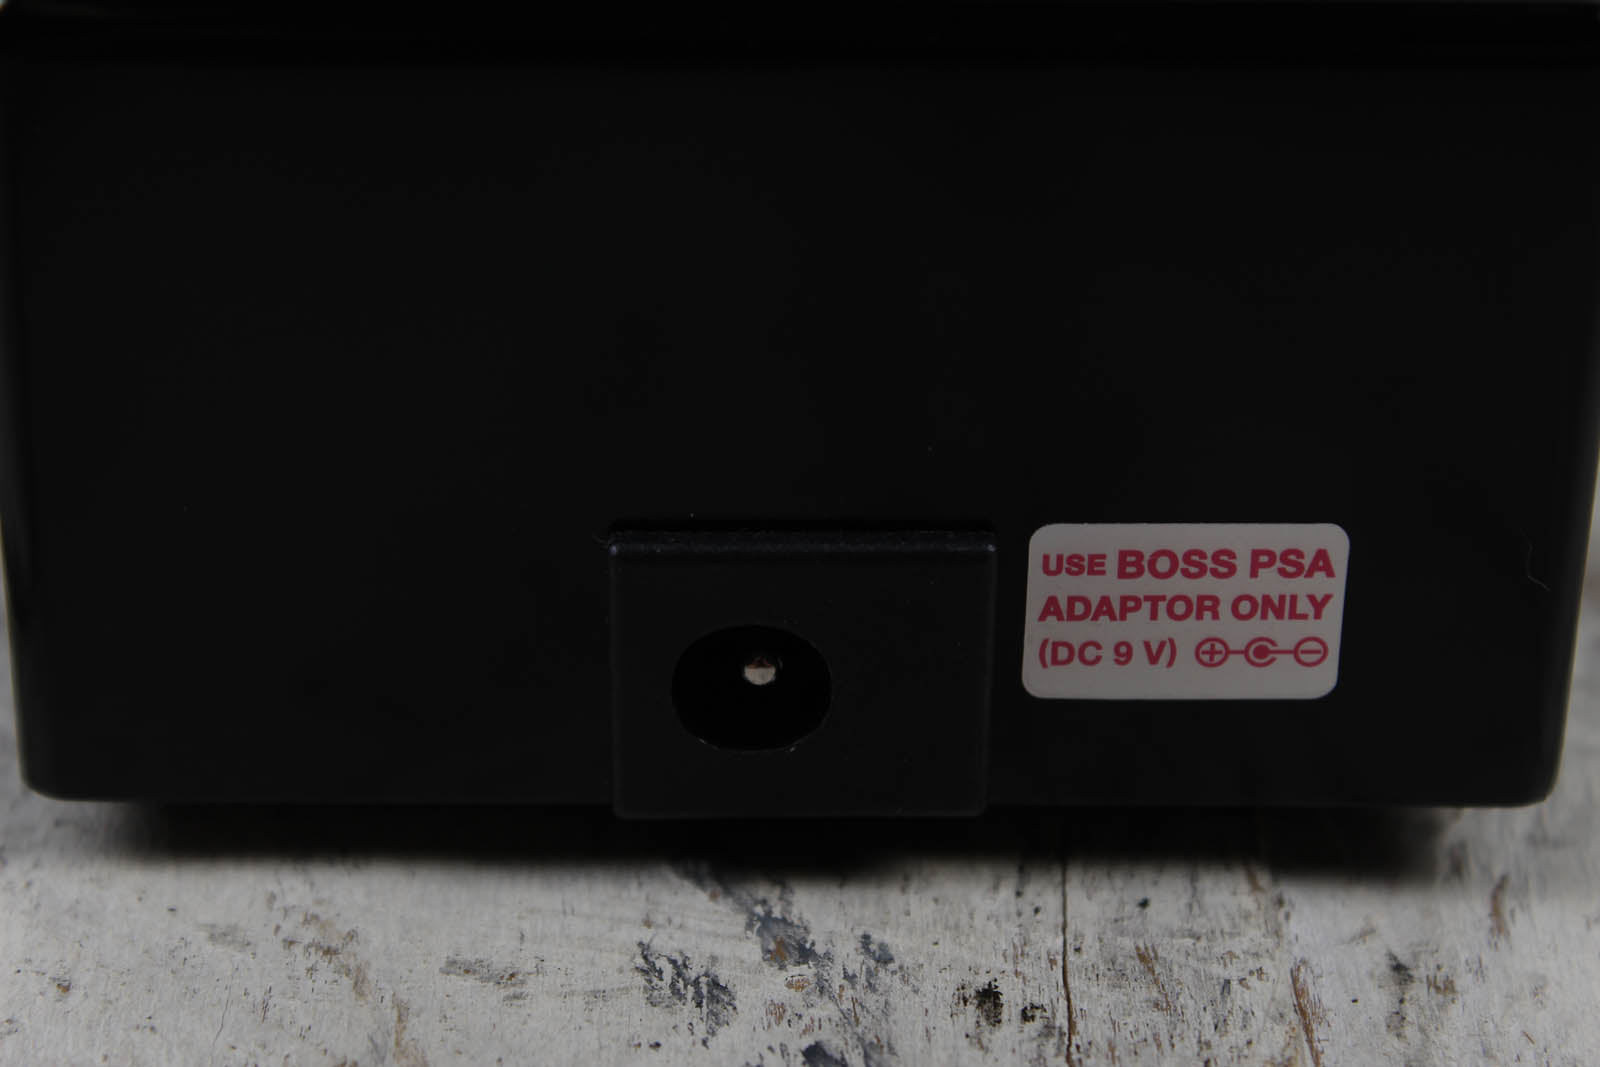 USE BOSS PSA
ADAPTOR ONLY
(DC 9 V)